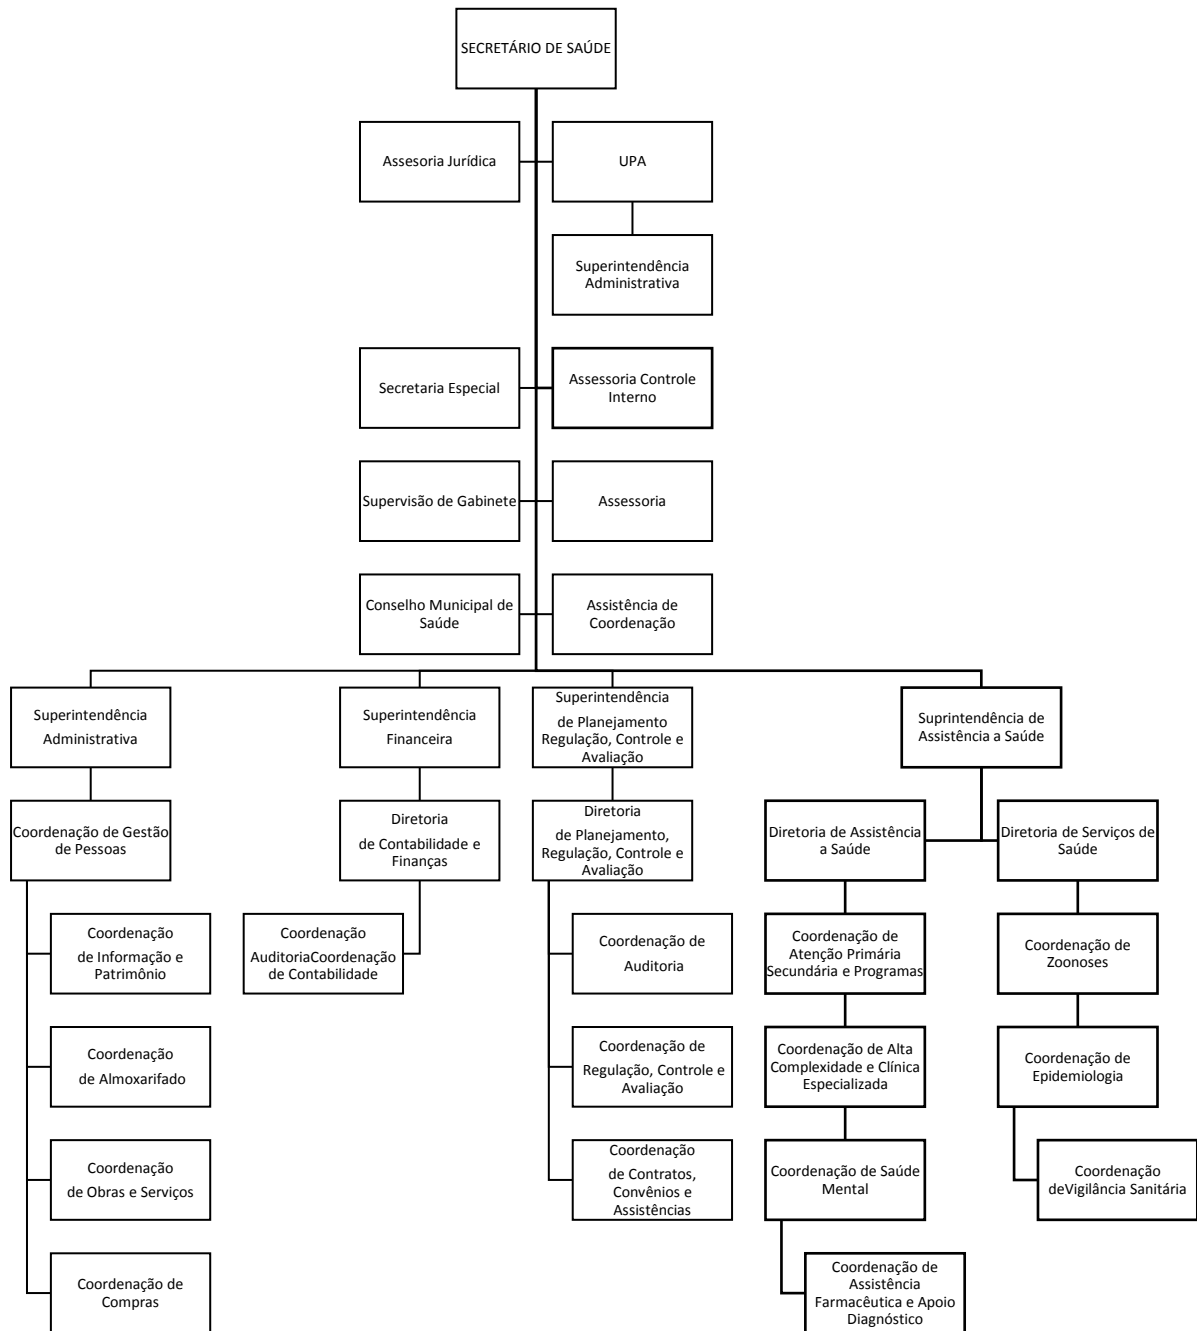 SECRETÁRIO DE SAÚDE
Assesoria Jurídica
UPA
Superintendência
Administrativa
Secretaria Especial
Assessoria Controle
Interno
Supervisão de Gabinete
Assessoria
Conselho Municipal de
Saúde
Assistência de
Coordenação
Superintendência
Administrativa
Superintendência
Financeira
Superintendência
de Planejamento
Regulação, Controle e
Avaliação
Suprintendência de
Assistência a Saúde
Coordenação de Gestão
de Pessoas
Diretoria
de Contabilidade e
Finanças
Diretoria
de Planejamento,
Regulação, Controle e
Avaliação
Diretoria de Assistência
a Saúde
Diretoria de Serviços de
Saúde
Coordenação
de Informação e
Patrimônio
Coordenação
AuditoriaCoordenação
de Contabilidade
Coordenação de
Auditoria
Coordenação de
Atenção Primária
Secundária e Programas
Coordenação de
Zoonoses
Coordenação
de Almoxarifado
Coordenação de
Regulação, Controle e
Avaliação
Coordenação de Alta
Complexidade e Clínica
Especializada
Coordenação de
Epidemiologia
Coordenação
de Obras e Serviços
Coordenação
de Contratos,
Convênios e
Assistências
Coordenação de Saúde
Mental
Coordenação
deVigilância Sanitária
Coordenação de
Compras
Coordenação de
Assistência
Farmacêutica e Apoio
Diagnóstico